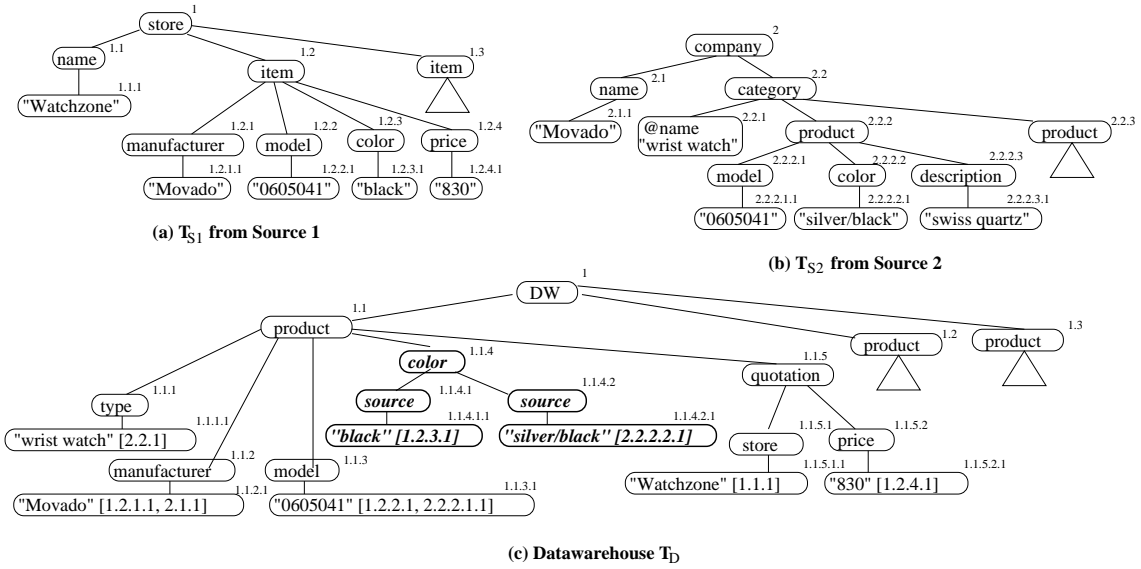 store 1
name 1.1
"Watchzone" 1.1.1
item 1.2
item 1.3
manufacturer 1.2.1
model 1.2.2
color 1.2.3
price 1.2.4
"Movado" 1.2.1.1
"0605041" 1.2.2.1
"black" 1.2.3.1
"830" 1.2.4.1
(a) TS1 from Source 1
company 2
name 2.1
category 2.2
"Movado" 2.1.1
@name 2.2.1
"wrist watch"
product 2.2.2
product 2.2.3
model 2.2.2.1
color 2.2.2.2
description 2.2.2.3
"0605041" 2.2.2.1.1
"silver/black" 2.2.2.2.1
"swiss quartz" 2.2.2.3.1
(b) TS2 from Source 2
DW 1
product 1.1
product 1.2
product 1.3
color 1.1.4
quotation 1.1.5
type 1.1.1
source 1.1.4.1
source 1.1.4.2
"wrist watch" [2.2.1] 1.1.1.1
"black" [1.2.3.1] 1.1.4.1.1
"silver/black" [2.2.2.2.1] 1.1.4.2.1
store 1.1.5.1
price 1.1.5.2
manufacturer 1.1.2
model 1.1.3
"Watchzone" [1.1.1] 1.1.5.1.1
"830" [1.2.4.1] 1.1.5.2.1
"Movado" [1.2.1.1, 2.1.1] 1.1.2.1
"0605041" [1.2.2.1, 2.2.2.1.1] 1.1.3.1
(c) Datawarehouse TD